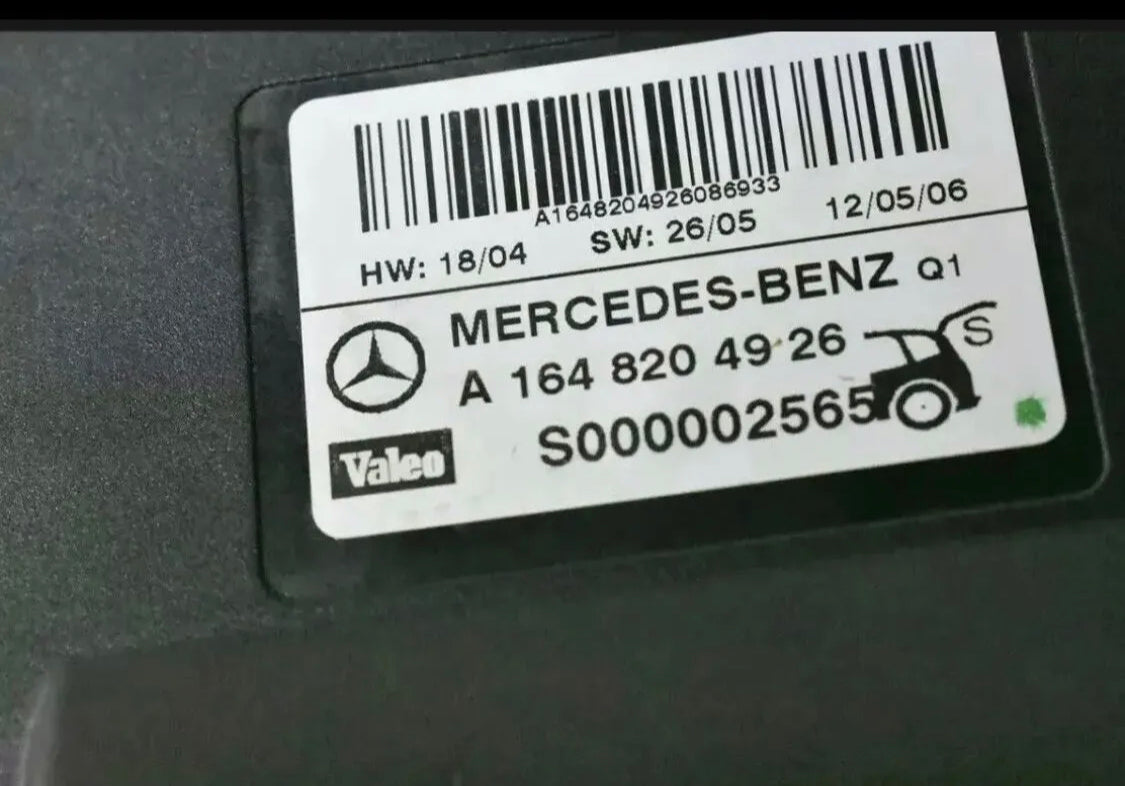 A1648204926086933
HW: 18/04 SW: 26/05 12/05/06
MERCEDES-BENZ Q1
A 164 820 49 26
S
S000002565
Valeo